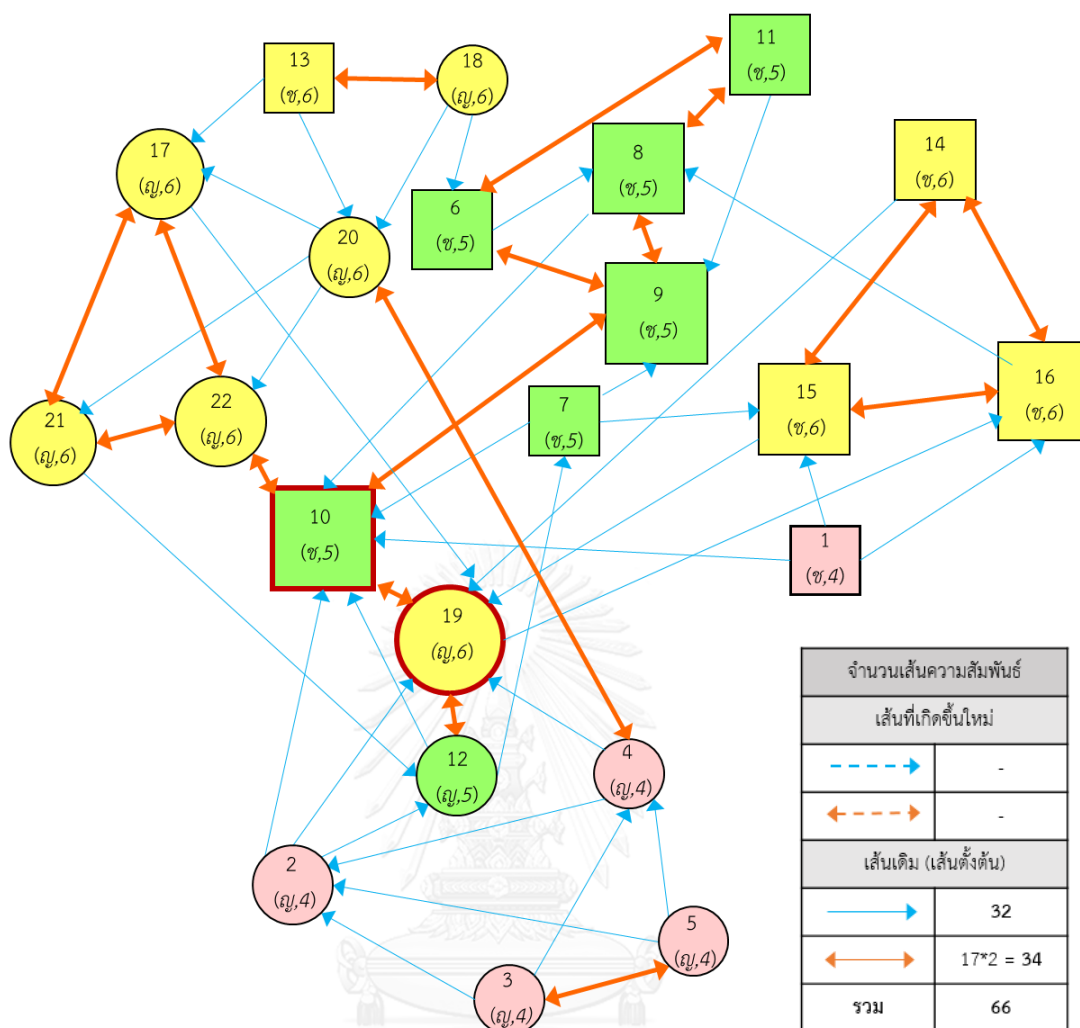 11
(ช,5)
13
(ช,6)
18
(ญ,6)
17
(ญ,6)
8
(ช,5)
14
(ช,6)
6
(ช,5)
20
(ญ,6)
9
(ช,5)
16
(ช,6)
15
(ช,6)
7
(ช,5)
22
(ญ,6)
21
(ญ,6)
10
(ช,5)
1
(ช,4)
19
(ญ,6)
12
(ญ,5)
4
(ญ,4)
2
(ญ,4)
5
(ญ,4)
3
(ญ,4)
จำนวนเส้นความสัมพันธ์
เส้นที่เกิดขึ้นใหม่
-
-
เส้นเดิม (เส้นตั้งต้น)
32
17*2 = 34
รวม 66